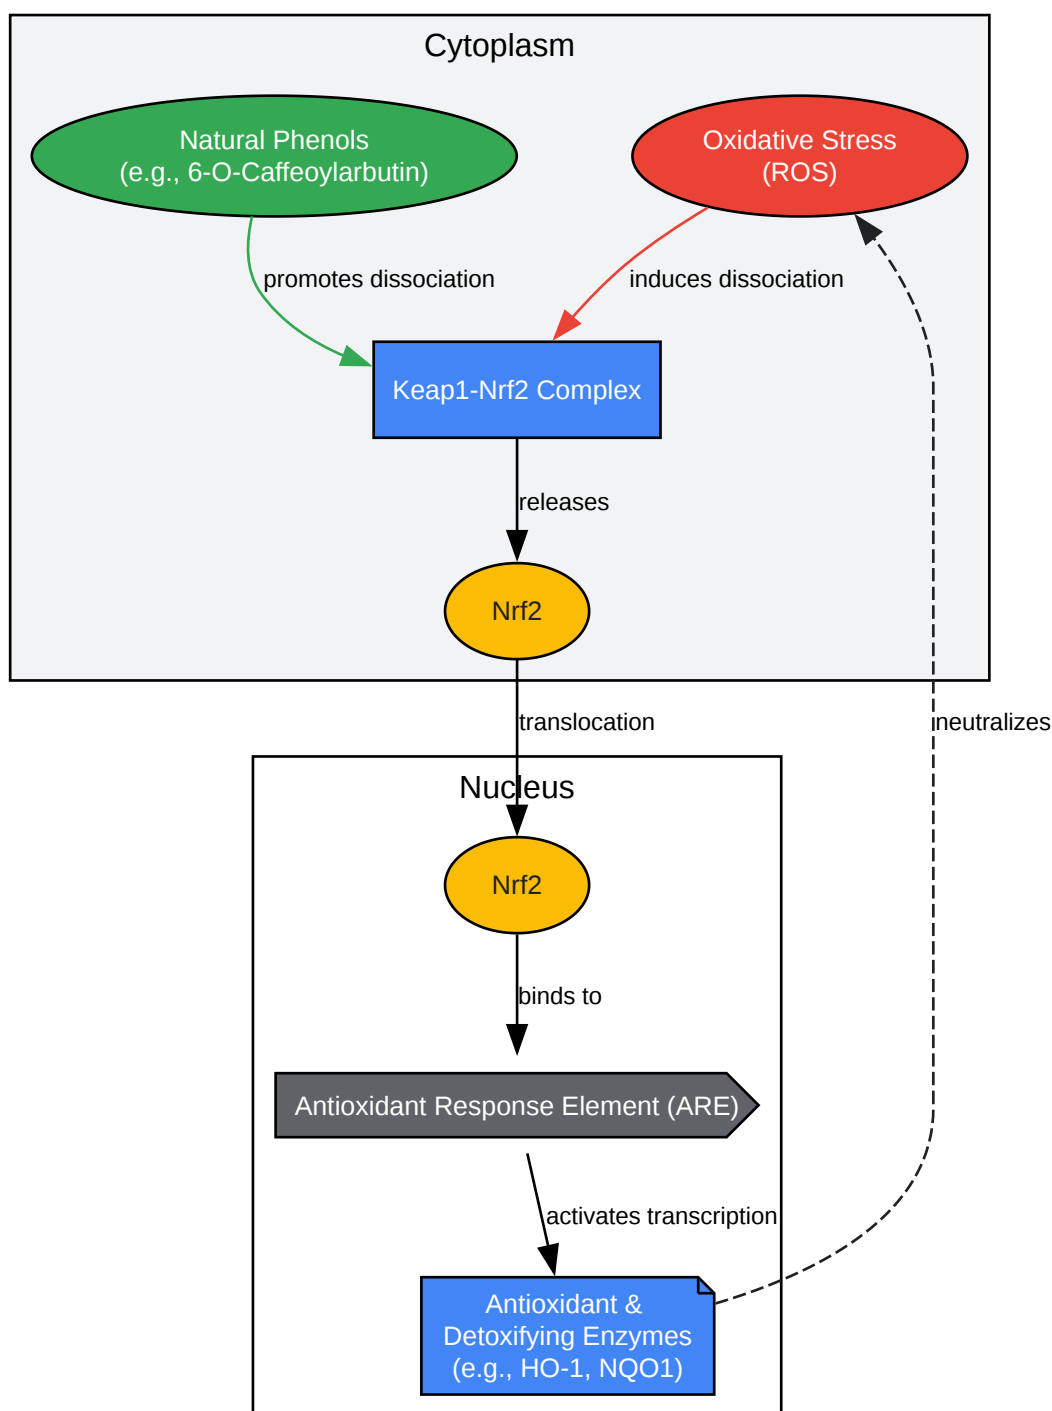 Cytoplasm
Natural Phenols
(e.g., 6-O-Caffeoylarbutin)
Oxidative Stress
(ROS)
promotes dissociation
induces dissociation
Keap1-Nrf2 Complex
releases
Nrf2
translocation
neutralizes
Nucleus
Nrf2
binds to
Antioxidant Response Element (ARE)
activates transcription
Antioxidant &
Detoxifying Enzymes
(e.g., HO-1, NQO1)